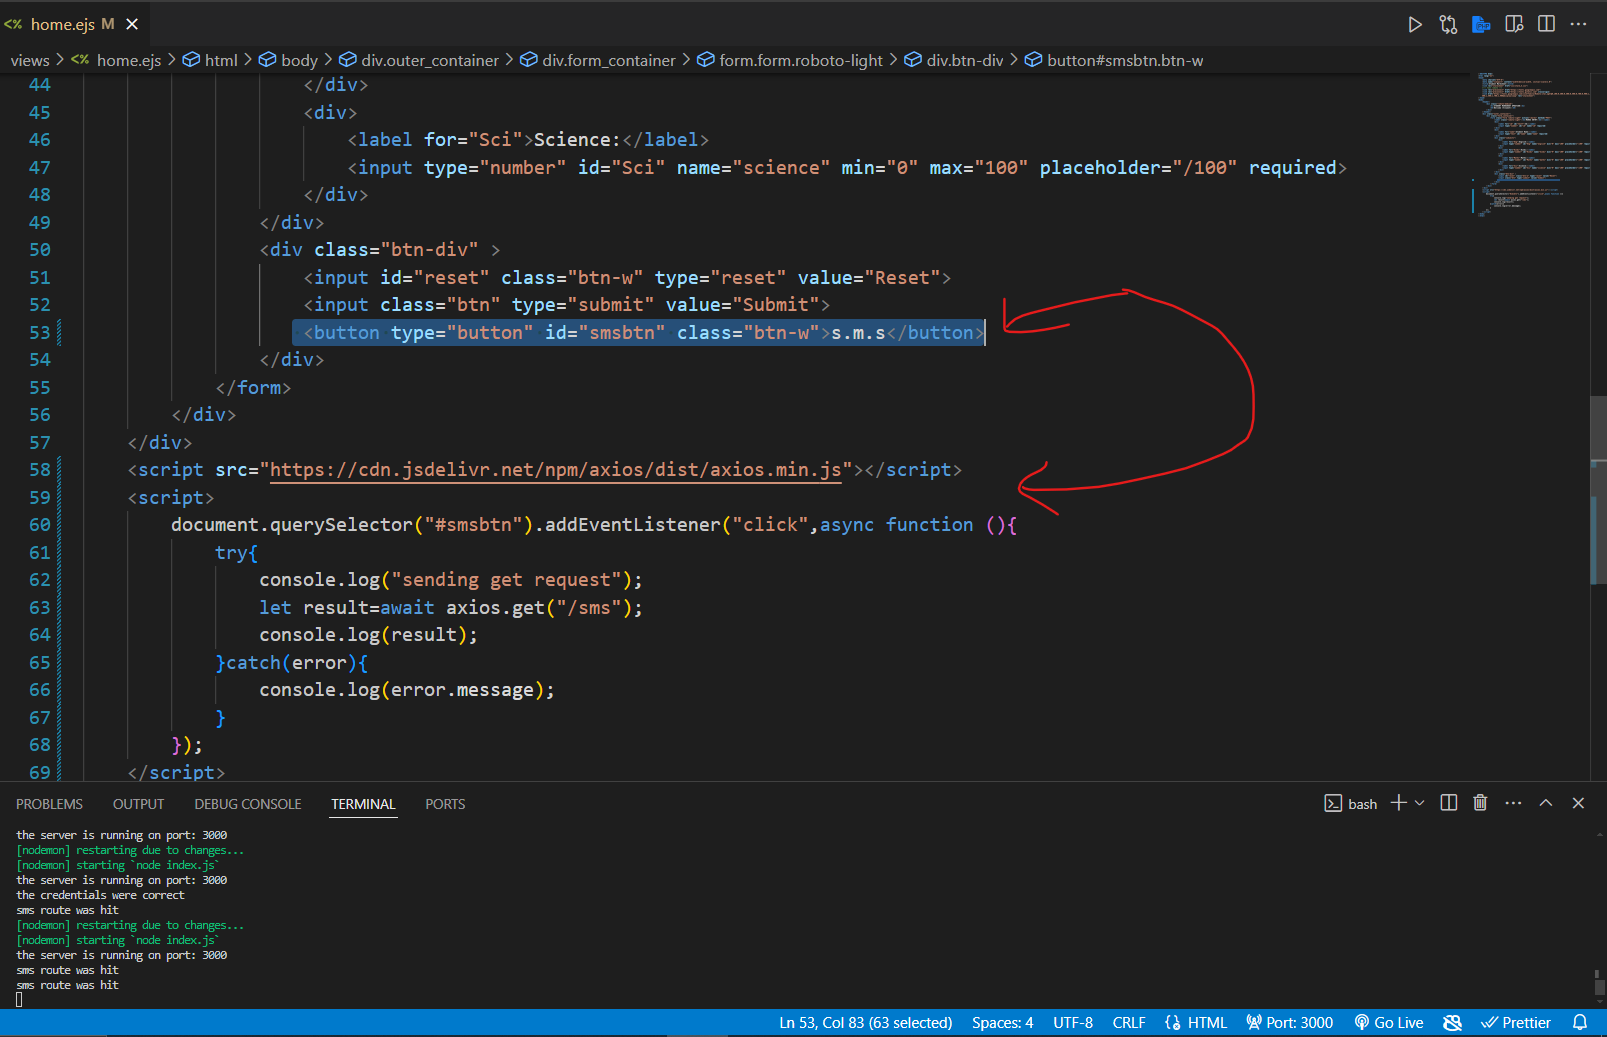 <% home.ejs M
views > <% home.ejs > html > body > div.outer_container > div.form_container > form.form.roboto-light > div.btn-div > button#smsbtn.btn-w
44 </div>
45 <div>
46 <label for="Sci">Science:</label>
47 <input type="number" id="Sci" name="science" min="0" max="100" placeholder="/100" required>
48 </div>
49 </div>
50 <div class="btn-div" >
51 <input id="reset" class="btn-w" type="reset" value="Reset">
52 <input class="btn" type="submit" value="Submit">
53 <button type="button" id="smsbtn" class="btn-w">s.m.s</button>
54 </div>
55 </form>
56 </div>
57 </div>
58 <script src="https://cdn.jsdelivr.net/npm/axios/dist/axios.min.js"></script>
59 <script>
60 document.querySelector("#smsbtn").addEventListener("click",async function (){
61 try{
62 console.log("sending get request");
63 let result=await axios.get("/sms");
64 console.log(result);
65 }catch(error){
66 console.log(error.message);
67 }
68 });
69 </script>
PROBLEMS OUTPUT DEBUG CONSOLE TERMINAL PORTS bash
the server is running on port: 3000
[nodemon] restarting due to changes...
[nodemon] starting `node index.js`
the server is running on port: 3000
the credentials were correct
sms route was hit
[nodemon] restarting due to changes...
[nodemon] starting `node index.js`
the server is running on port: 3000
sms route was hit
sms route was hit
Ln 53, Col 83 (63 selected) Spaces: 4 UTF-8 CRLF HTML Port: 3000 Go Live Prettier